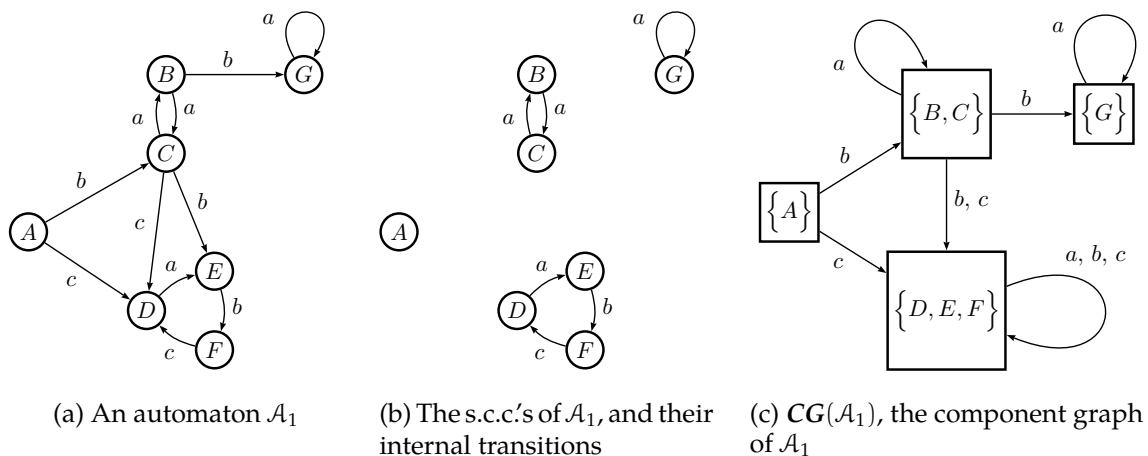 a
B
b
G
a
a
C
b
c
b
A
c
a
E
D
b
c
F
a
B
G
a
a
C
A
a
E
D
b
c
F
a
a
{B, C}
b
{G}
b
{A}
b, c
c
a, b, c
{D, E, F}
(a) An automaton 𝒜₁
(b) The s.c.c.'s of 𝒜₁, and their
internal transitions
(c) CG(𝒜₁), the component graph
of 𝒜₁